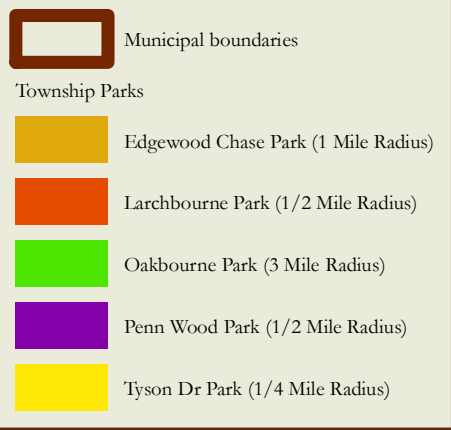 Municipal boundaries
Township Parks
Edgewood Chase Park (1 Mile Radius)
Larchbourne Park (1/2 Mile Radius)
Oakbourne Park (3 Mile Radius)
Penn Wood Park (1/2 Mile Radius)
Tyson Dr Park (1/4 Mile Radius)